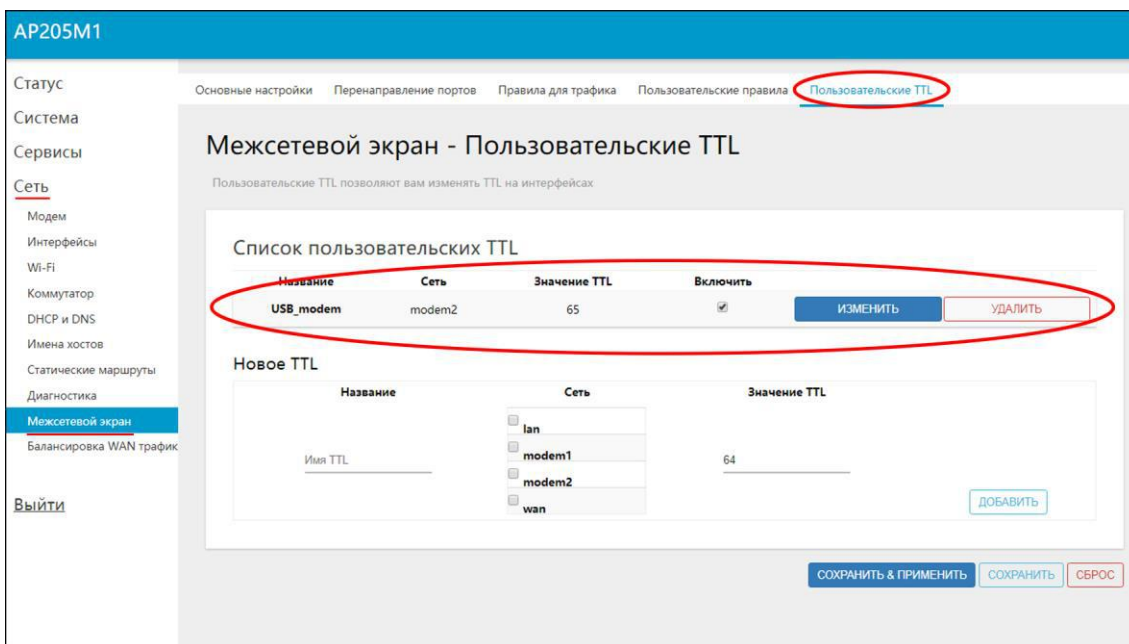 AP205M1
Статус
Система
Сервисы
Сеть
Модем
Интерфейсы
Wi-Fi
Коммутатор
DHCP и DNS
Имена хостов
Статические маршруты
Диагностика
Межсетевой экран
Балансировка WAN трафик
Выйти
Основные настройки Перенаправление портов Правила для трафика Пользовательские правила Пользовательские TTL
Межсетевой экран - Пользовательские TTL
Пользовательские TTL позволяют вам изменять TTL на интерфейсах
Список пользовательских TTL
Название Сеть Значение TTL Включить
USB_modem modem2 65 ИЗМЕНИТЬ УДАЛИТЬ
Новое TTL
Название Сеть Значение TTL
lan
modem1
Имя TTL 64
modem2
wan
ДОБАВИТЬ
СОХРАНИТЬ & ПРИМЕНИТЬ СОХРАНИТЬ СБРОС